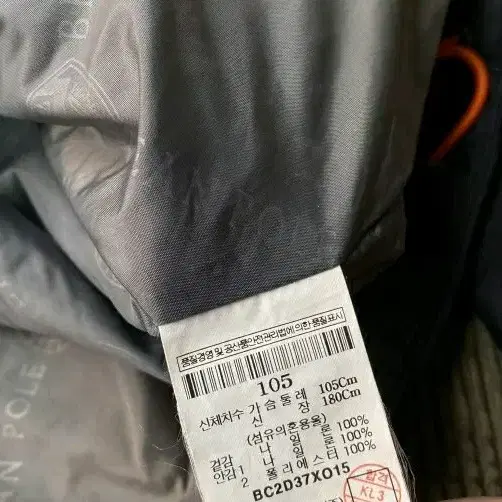 품질경영 및 공산품안전관리법에 의한 품질표시
105
신체치수 가슴둘레 105Cm
신 장 180Cm
(섬유의혼용율)
겉감 나 일 론 100%
안감 1 나 일 론 100%
2 폴리에스터 100%
BC2D37XO15
합격
KL3
N POLE